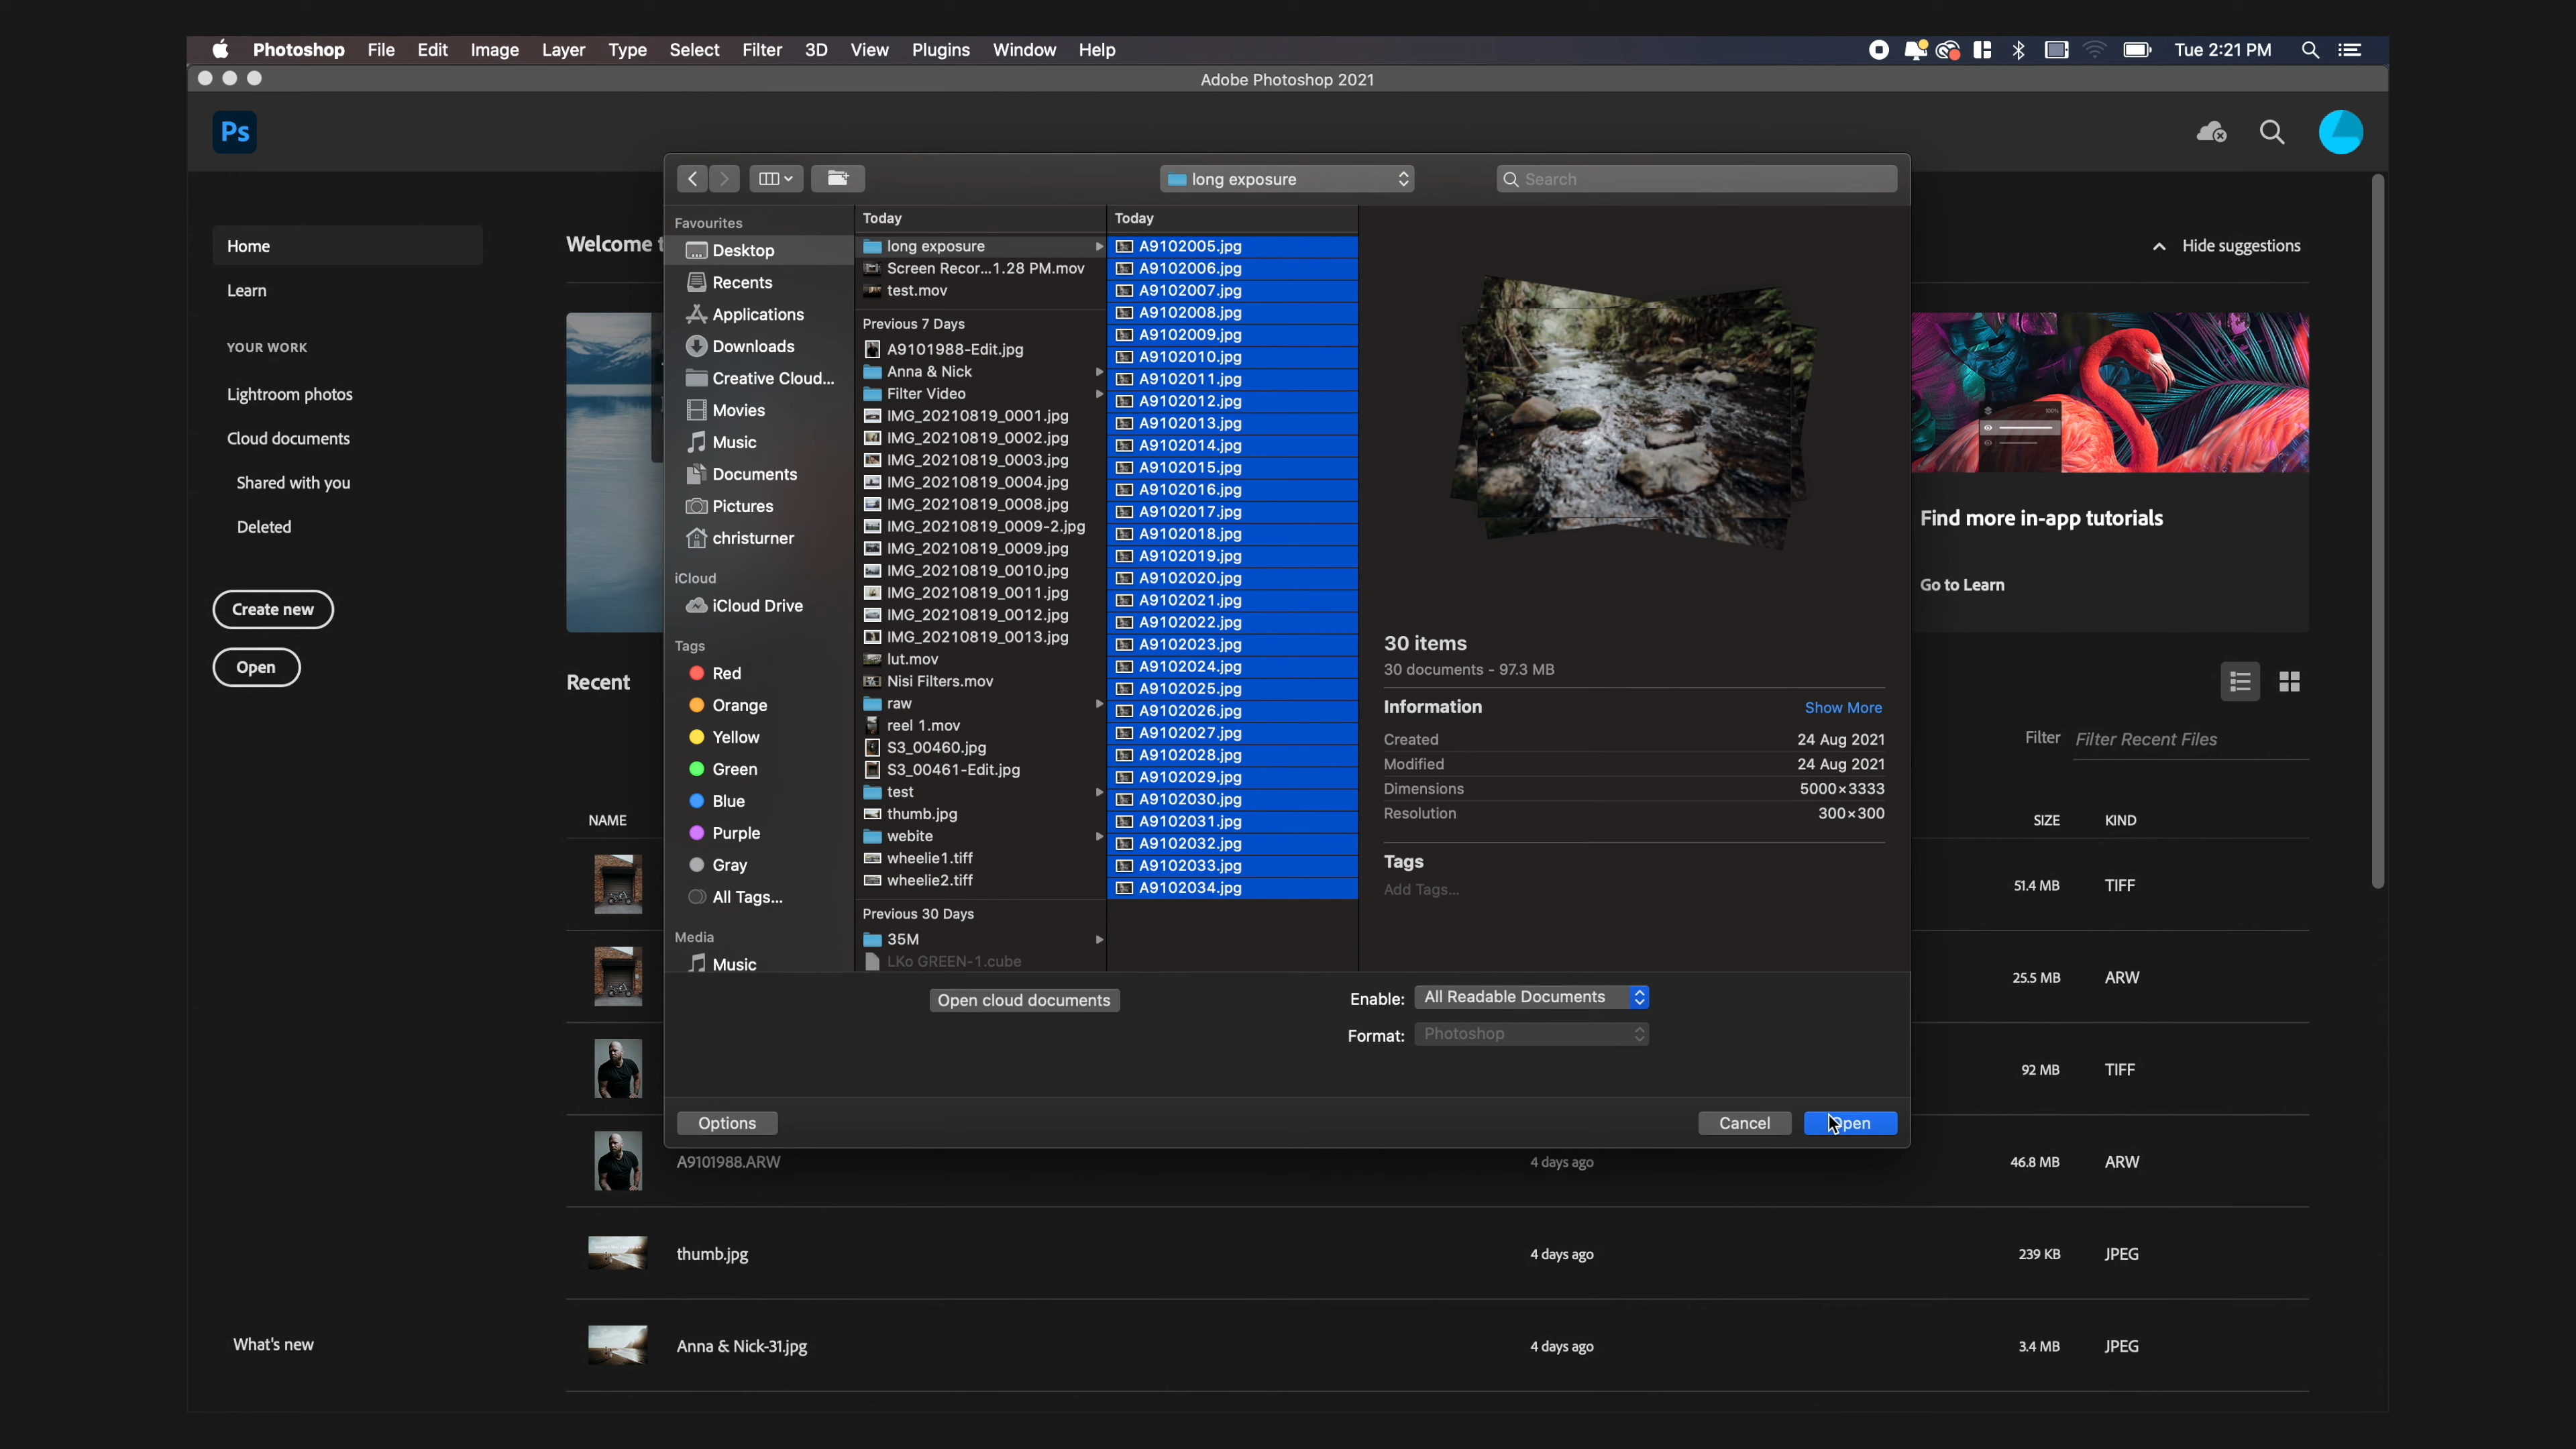 Photoshop File Edit Image Layer Type Select Filter 3D View Plugins Window Help Tue 2:21 PM
Adobe Photoshop 2021
Ps
long exposure Search
Home
Learn
YOUR WORK
Lightroom photos
Cloud documents
Shared with you
Deleted
Create new
Open
What's new
Welcome t
Hide suggestions
Recent
Favourites
Desktop
Recents
Applications
Downloads
Creative Cloud...
Movies
Music
Documents
Pictures
christurner
iCloud
iCloud Drive
Tags
Red
Orange
Yellow
Green
Blue
Purple
Gray
All Tags...
Media
Music
Today
long exposure
Screen Recor...1.28 PM.mov
test.mov
Previous 7 Days
A9101988-Edit.jpg
Anna & Nick
Filter Video
IMG_20210819_0001.jpg
IMG_20210819_0002.jpg
IMG_20210819_0003.jpg
IMG_20210819_0004.jpg
IMG_20210819_0008.jpg
IMG_20210819_0009-2.jpg
IMG_20210819_0009.jpg
IMG_20210819_0010.jpg
IMG_20210819_0011.jpg
IMG_20210819_0012.jpg
IMG_20210819_0013.jpg
lut.mov
Nisi Filters.mov
raw
reel 1.mov
S3_00460.jpg
S3_00461-Edit.jpg
test
thumb.jpg
webite
wheelie1.tiff
wheelie2.tiff
Previous 30 Days
35M
LKo GREEN-1.cube
Today
A9102005.jpg
A9102006.jpg
A9102007.jpg
A9102008.jpg
A9102009.jpg
A9102010.jpg
A9102011.jpg
A9102012.jpg
A9102013.jpg
A9102014.jpg
A9102015.jpg
A9102016.jpg
A9102017.jpg
A9102018.jpg
A9102019.jpg
A9102020.jpg
A9102021.jpg
A9102022.jpg
A9102023.jpg
A9102024.jpg
A9102025.jpg
A9102026.jpg
A9102027.jpg
A9102028.jpg
A9102029.jpg
A9102030.jpg
A9102031.jpg
A9102032.jpg
A9102033.jpg
A9102034.jpg
30 items
30 documents - 97.3 MB
Information Show More
Created 24 Aug 2021
Modified 24 Aug 2021
Dimensions 5000×3333
Resolution 300×300
Tags
Add Tags...
Open cloud documents
Enable: All Readable Documents
Format: Photoshop
Options Cancel Open
100%
Find more in-app tutorials
Go to Learn
Filter Filter Recent Files
NAME SIZE KIND
51.4 MB TIFF
25.5 MB ARW
92 MB TIFF
A9101988.ARW 4 days ago 46.8 MB ARW
thumb.jpg 4 days ago 239 KB JPEG
Anna & Nick-31.jpg 4 days ago 3.4 MB JPEG